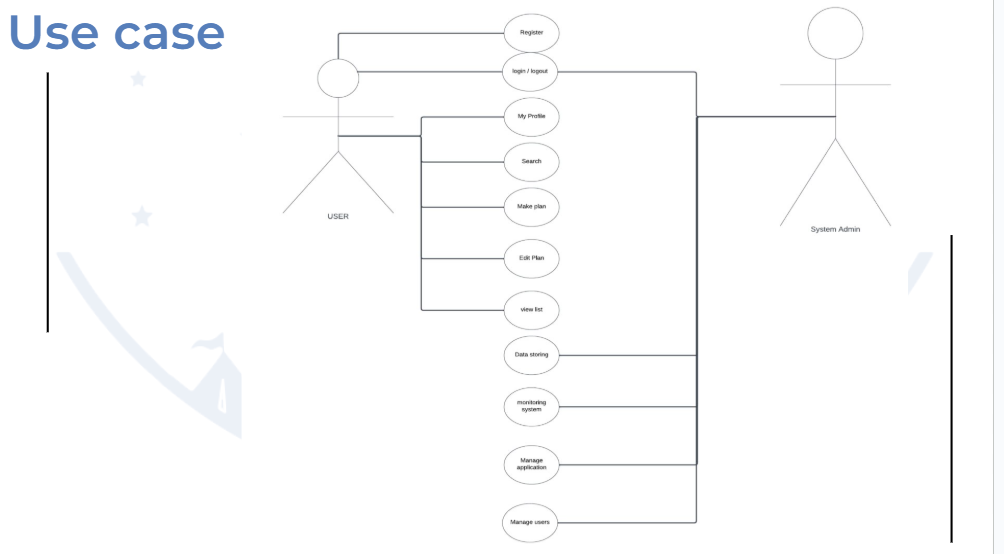 Use case
Register
login / logout
My Profile
Search
USER
Make plan
System Admin
Edit Plan
view list
Data storing
monitoring
system
Manage
application
Manage users